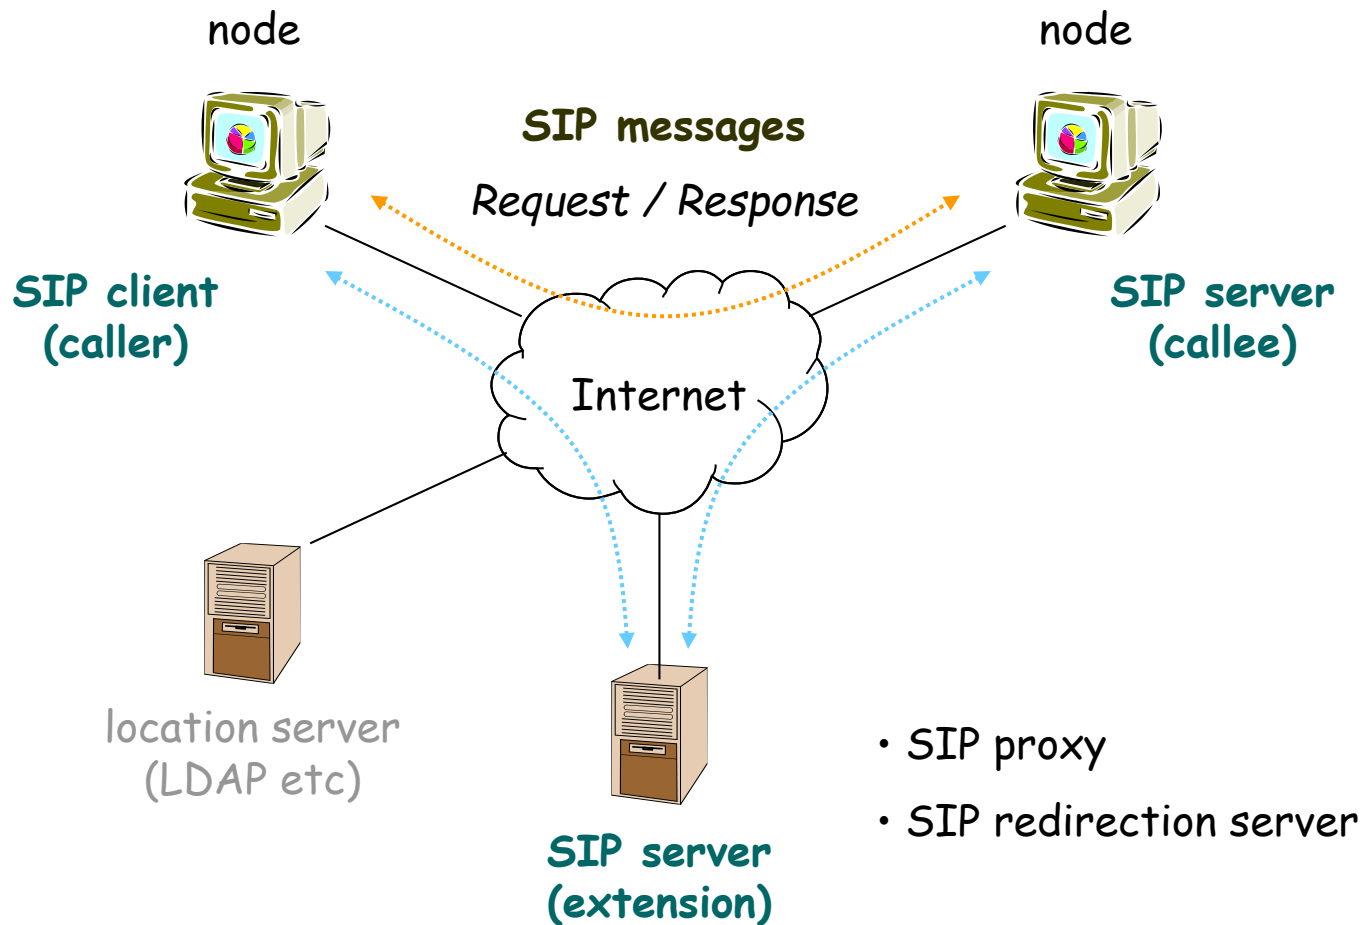 node
node
SIP messages
Request / Response
SIP client
(caller)
SIP server
(callee)
Internet
location server
(LDAP etc)
・SIP proxy
・SIP redirection server
SIP server
(extension)